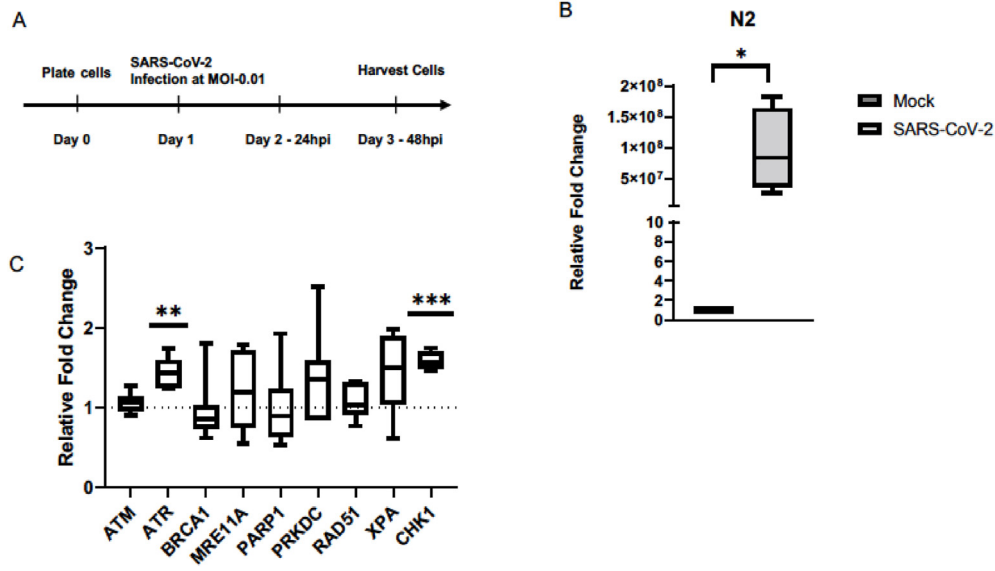 A
Plate cells
SARS-CoV-2
Infection at MOI-0.01
Harvest Cells
Day 0
Day 1
Day 2 - 24hpi
Day 3 - 48hpi
B
N2
*
Relative Fold Change
2×10⁸
1.5×10⁸
1×10⁸
5×10⁷
10
8
6
4
2
0
Mock
SARS-CoV-2
C
Relative Fold Change
3
2
1
0
**
***
ATM
ATR
BRCA1
MRE11A
PARP1
PRKDC
RAD51
XPA
CHK1